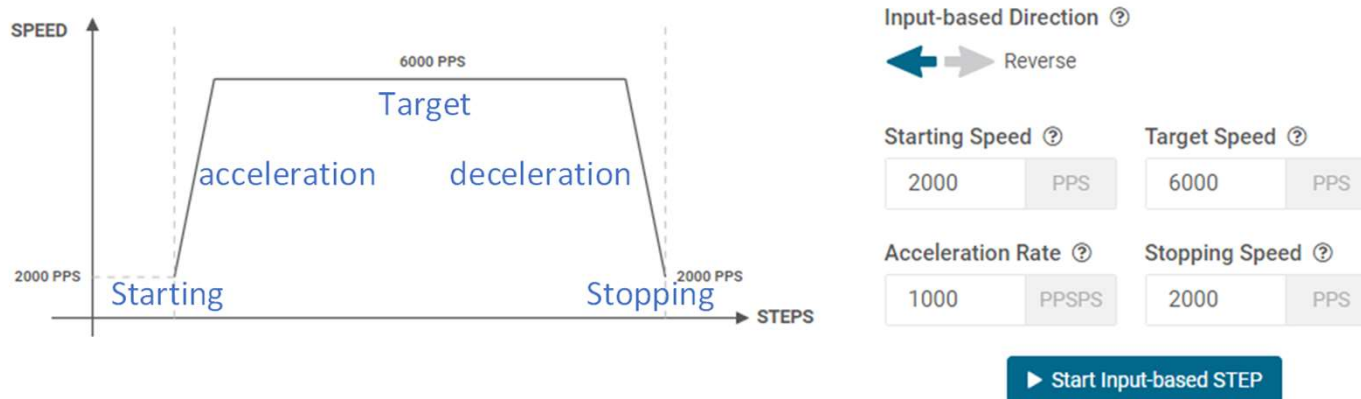 SPEED
6000 PPS
Target
acceleration deceleration
2000 PPS
2000 PPS
Starting
Stopping
STEPS
Input-based Direction ?
Reverse
Starting Speed ? Target Speed ?
2000 PPS 6000 PPS
Acceleration Rate ? Stopping Speed ?
1000 PPSPS 2000 PPS
Start Input-based STEP